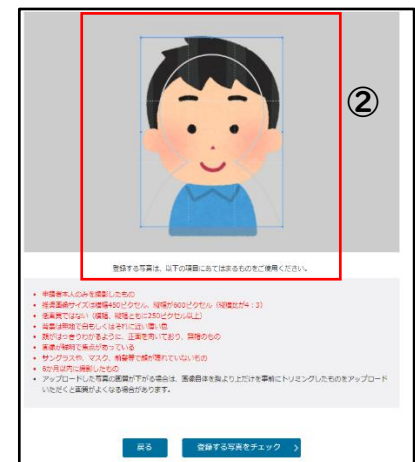 ②
登録する写真は、以下の項目にあてはまるものをご使用ください。
• 申請者本人のみを撮影したもの
• 推奨画像サイズは横幅450ピクセル、縦幅が600ピクセル（縦横比が4：3）
• 低画質ではない（横幅、縦幅ともに250ピクセル以上）
• 背景は無地で白もしくはそれに近い薄い色
• 顔がはっきりわかるように、正面を向いており、無帽のもの
• 画像が鮮明で焦点があっている
• サングラスや、マスク、前髪等で顔が隠れていないもの
• 6か月以内に撮影したもの
• アップロードした写真の画質が下がる場合は、画像自体を胸より上だけを事前にトリミングしたものをアップロード
いただくと画質がよくなる場合があります。
戻る
登録する写真をチェック